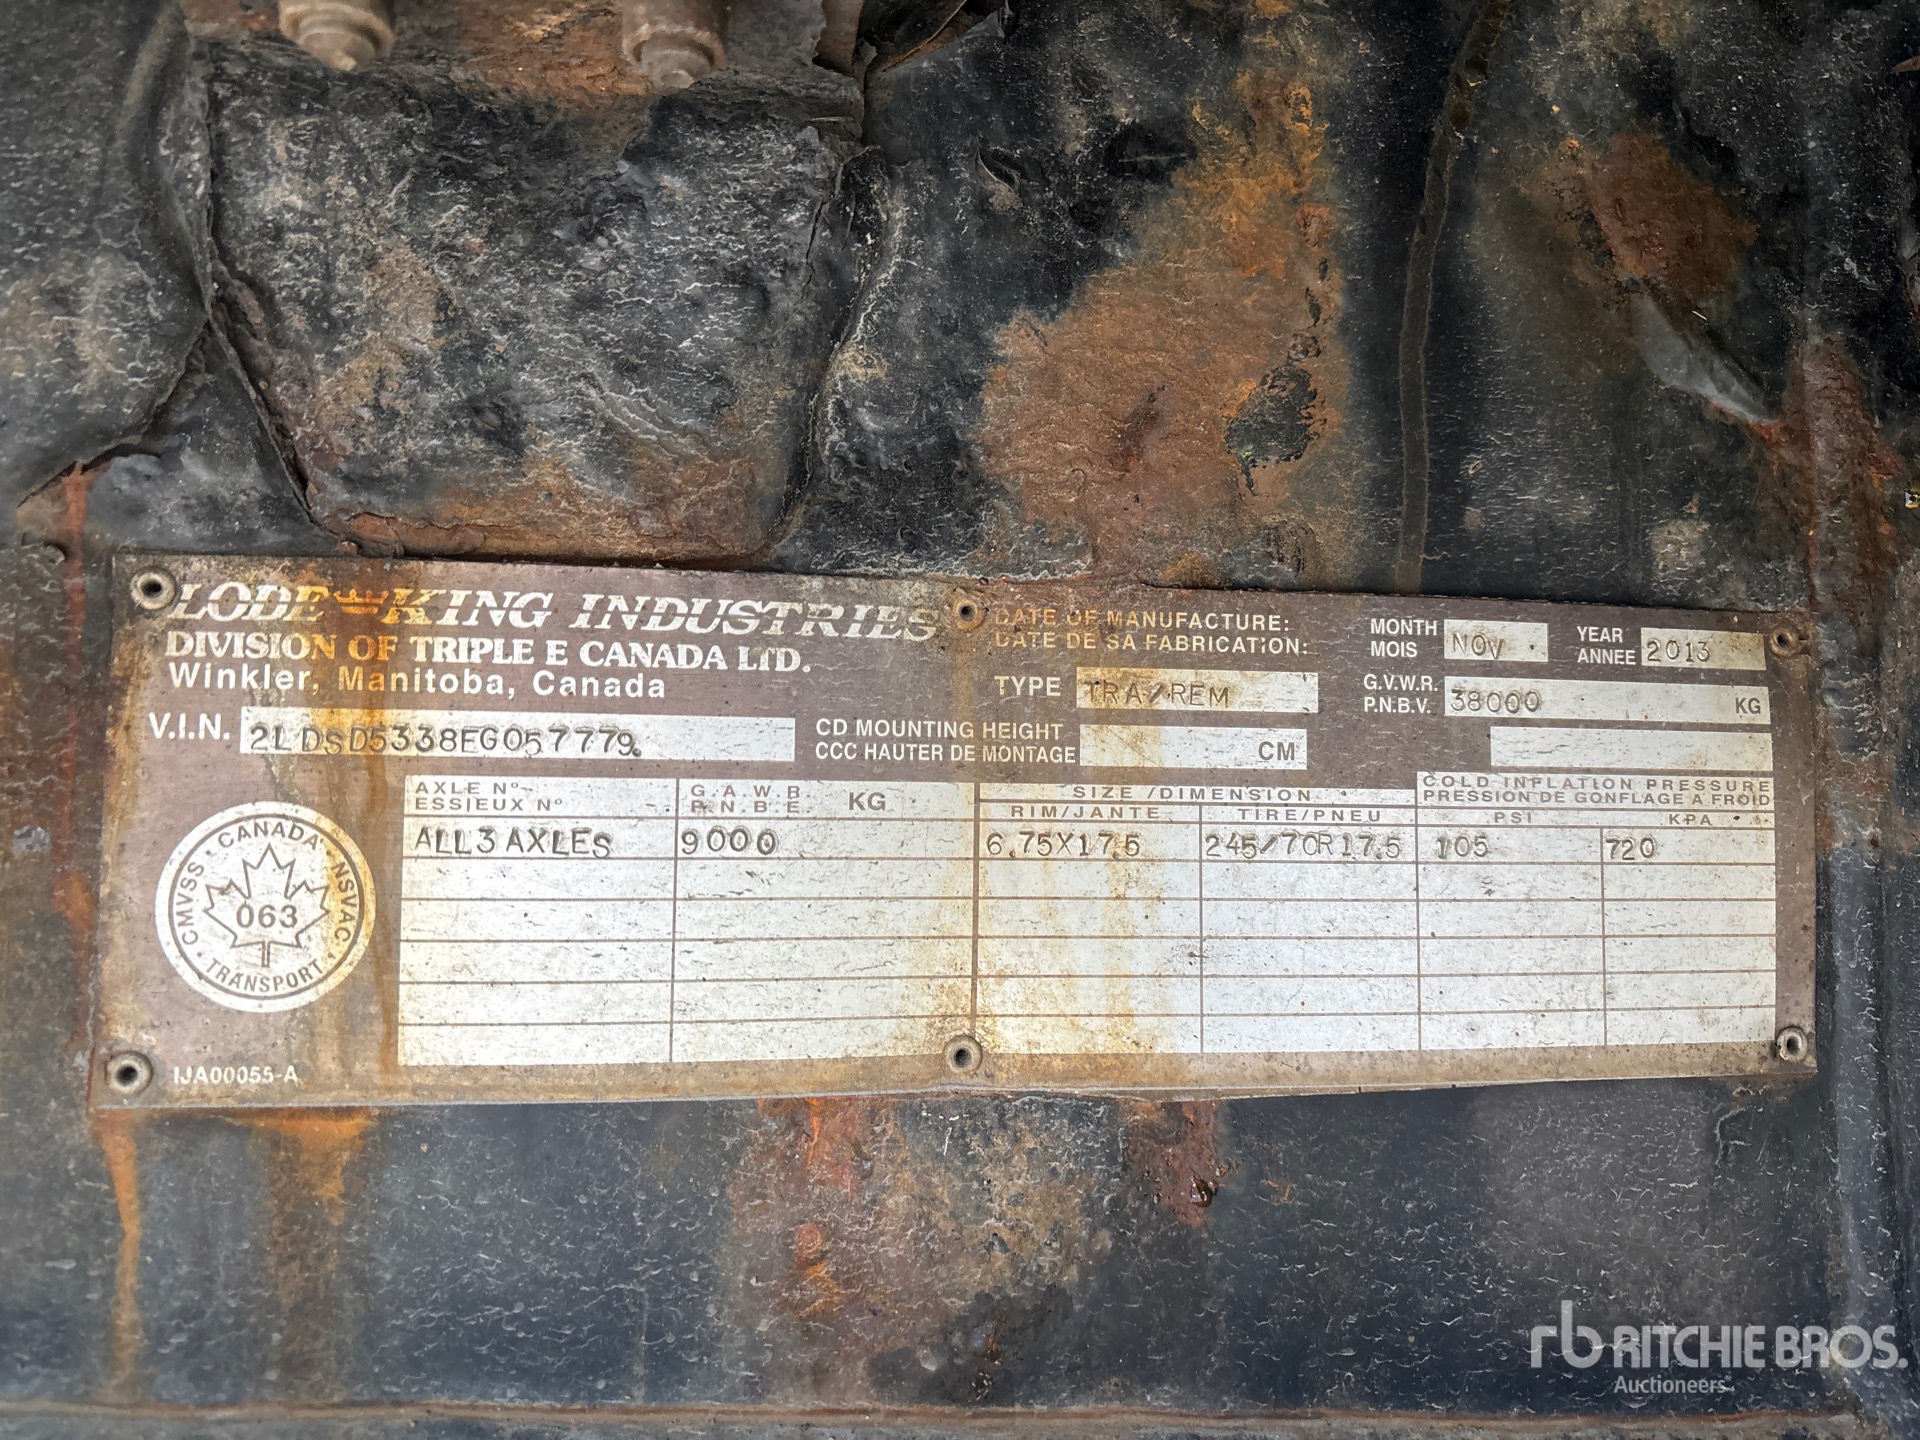 LODE KING INDUSTRIES
DIVISION OF TRIPLE E CANADA LTD.
Winkler, Manitoba, Canada
DATE OF MANUFACTURE:
DATE DE SA FABRICATION:
MONTH
MOIS
NOV
YEAR
ANNEE
2013
TYPE
TRA/REM
G.V.W.R.
P.N.B.V.
38000
KG
V.I.N.
2LDSD5338EG057779
CD MOUNTING HEIGHT
CCC HAUTER DE MONTAGE
CM
AXLE Nº
ESSIEUX Nº
G.A.W.R.
P.N.B.E.
KG
SIZE /DIMENSION
RIM/JANTE
TIRE/PNEU
COLD INFLATION PRESSURE
PRESSION DE GONFLAGE A FROID
PSI
KPA
ALL 3 AXLES
9000
6.75X17.5
245/70R17.5
105
720
CANADA
CMVSS
NSVAC
063
TRANSPORT
IJA00055-A
rb RITCHIE BROS.
Auctioneers